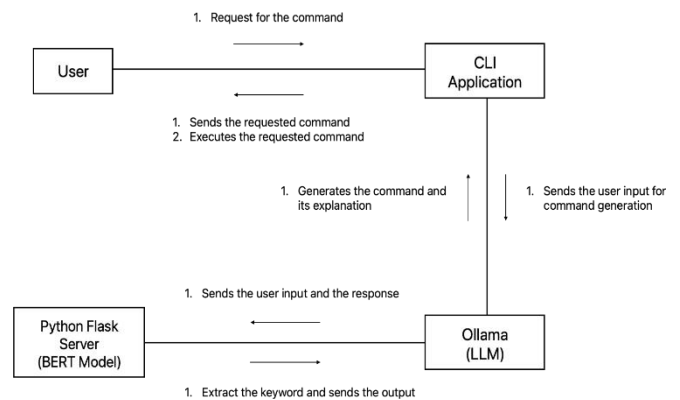 1. Request for the command
User
CLI
Application
1. Sends the requested command
2. Executes the requested command
1. Generates the command and
its explanation
1. Sends the user input for
command generation
1. Sends the user input and the response
Python Flask
Server
(BERT Model)
Ollama
(LLM)
1. Extract the keyword and sends the output